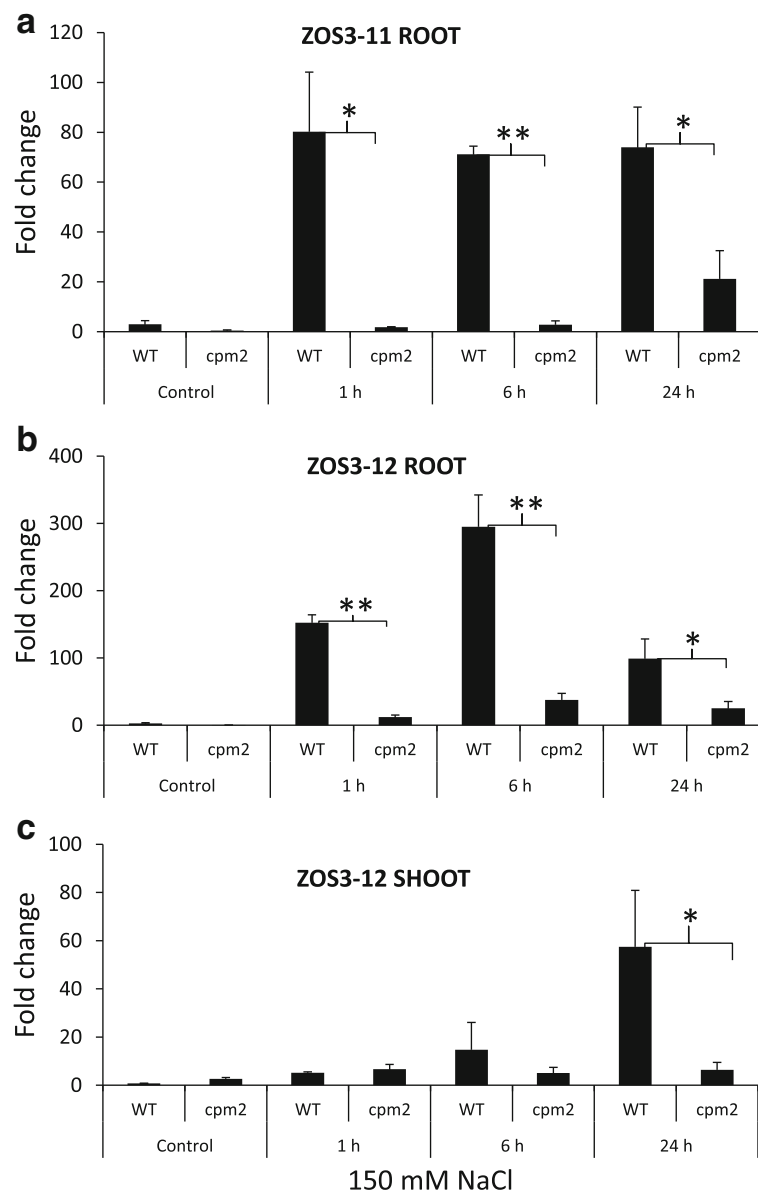 a
ZOS3-11 ROOT
Fold change
120
100
80
60
40
20
0
*
**
*
WT cpm2 WT cpm2 WT cpm2 WT cpm2
Control 1 h 6 h 24 h
b
ZOS3-12 ROOT
Fold change
400
300
200
100
0
**
**
*
WT cpm2 WT cpm2 WT cpm2 WT cpm2
Control 1 h 6 h 24 h
c
ZOS3-12 SHOOT
Fold change
100
80
60
40
20
0
*
WT cpm2 WT cpm2 WT cpm2 WT cpm2
Control 1 h 6 h 24 h
150 mM NaCl